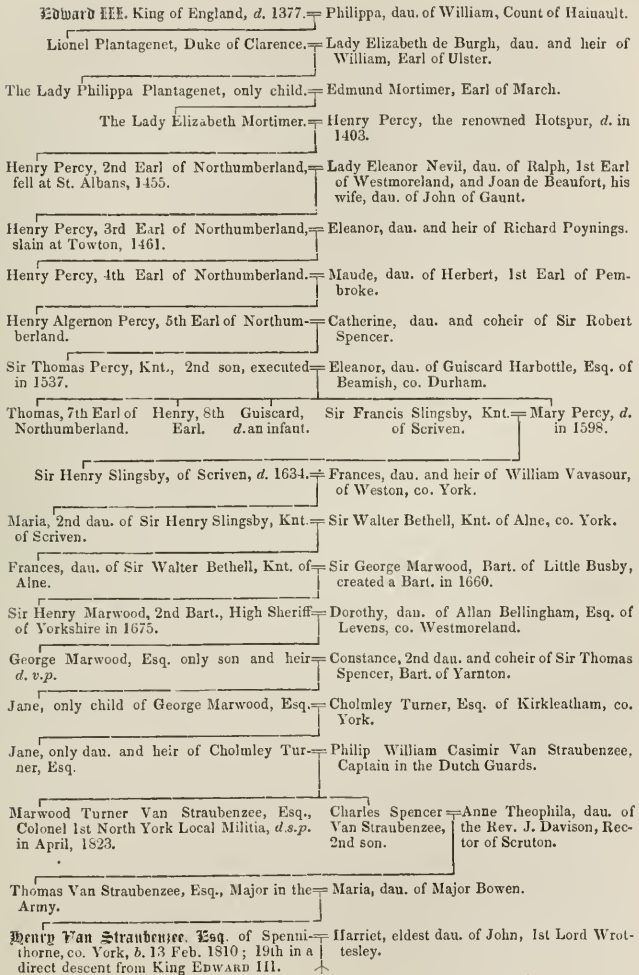 Edward III. King of England, d. 1377. = Philippa, dau. of William, Count of Hainault.
Lionel Plantagenet, Duke of Clarence. = Lady Elizabeth de Burgh, dau. and heir of
William, Earl of Ulster.
The Lady Philippa Plantagenet, only child. = Edmund Mortimer, Earl of March.
The Lady Elizabeth Mortimer. = Henry Percy, the renowned Hotspur, d. in
1403.
Henry Percy, 2nd Earl of Northumberland, = Lady Eleanor Nevil, dau. of Ralph, 1st Earl
fell at St. Albans, 1455. of Westmoreland, and Joan de Beaufort, his
wife, dau. of John of Gaunt.
Henry Percy, 3rd Earl of Northumberland, = Eleanor, dau. and heir of Richard Poynings.
slain at Towton, 1461.
Henry Percy, 4th Earl of Northumberland. = Maude, dau. of Herbert, 1st Earl of Pem-
broke.
Henry Algernon Percy, 5th Earl of Northum- = Catherine, dau. and coheir of Sir Robert
berland. Spencer.
Sir Thomas Percy, Knt., 2nd son, executed = Eleanor, dau. of Guiscard Harbottle, Esq. of
in 1537. Beamish, co. Durham.
Thomas, 7th Earl of Henry, 8th Guiscard, Sir Francis Slingsby, Knt. = Mary Percy, d.
Northumberland. Earl. d. an infant. of Scriven. in 1598.
Sir Henry Slingsby, of Scriven, d. 1634. = Frances, dau. and heir of William Vavasour,
of Weston, co. York.
Maria, 2nd dau. of Sir Henry Slingsby, Knt. = Sir Walter Bethell, Knt. of Alne, co. York.
of Scriven.
Frances, dau. of Sir Walter Bethell, Knt. of = Sir George Marwood, Bart. of Little Busby,
Alne. created a Bart. in 1660.
Sir Henry Marwood, 2nd Bart., High Sheriff = Dorothy, dau. of Allan Bellingham, Esq. of
of Yorkshire in 1675. Levens, co. Westmoreland.
George Marwood, Esq. only son and heir = Constance, 2nd dau. and coheir of Sir Thomas
d. v.p. Spencer, Bart. of Yarnton.
Jane, only child of George Marwood, Esq. = Cholmley Turner, Esq. of Kirkleatham, co.
York.
Jane, only dau. and heir of Cholmley Tur- = Philip William Casimir Van Straubenzee,
ner, Esq. Captain in the Dutch Guards.
Marwood Turner Van Straubenzee, Esq., Charles Spencer = Anne Theophila, dau. of
Colonel 1st North York Local Militia, d.s.p. Van Straubenzee, the Rev. J. Davison, Rec-
in April, 1823. 2nd son. tor of Scruton.
Thomas Van Straubenzee, Esq., Major in the = Maria, dau. of Major Bowen.
Army.
Henry Van Straubenzee, Esq. of Spenni- = Harriet, eldest dau. of John, 1st Lord Wrot-
thorne, co. York, b. 13 Feb. 1810; 19th in a tesley.
direct descent from King EDWARD III.